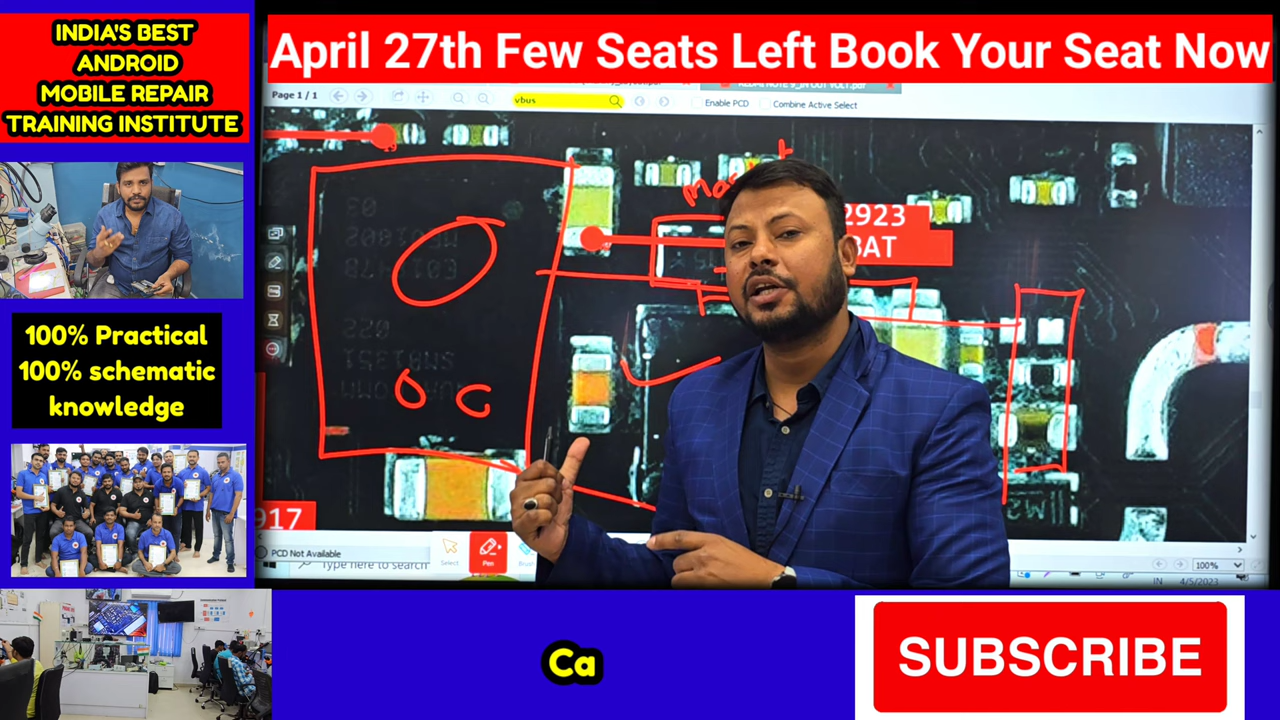 INDIA'S BEST
ANDROID
MOBILE REPAIR
TRAINING INSTITUTE
April 27th Few Seats Left Book Your Seat Now
Page 1 / 1
vbus
Enable PCD
Combine Active Select
2923
BAT
100% Practical
100% schematic
knowledge
917
PCD Not Available
Select
Pen
Type here to search
100%
IN
4/5/2023
Ca
SUBSCRIBE